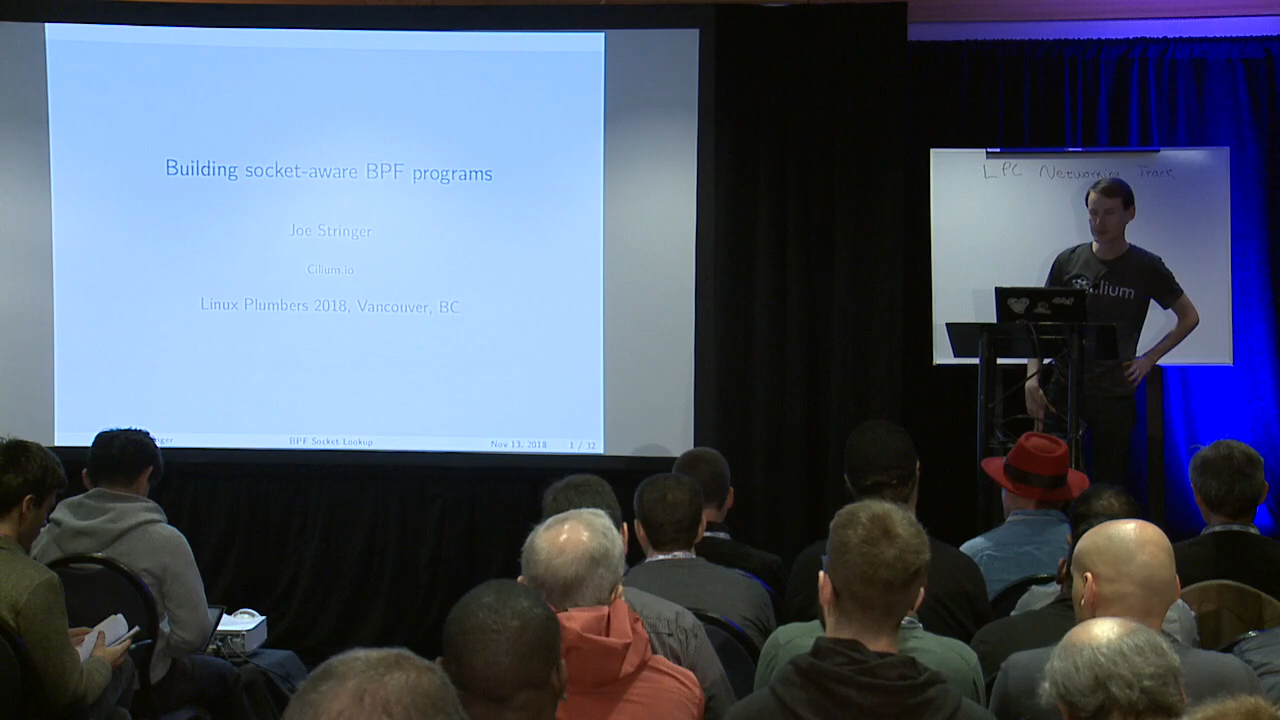 Building socket-aware BPF programs
Joe Stringer
Cilium.io
Linux Plumbers 2018, Vancouver, BC
BPF Socket Lookup
Nov 13, 2018
1 / 32
LPC Networking Track
cilium